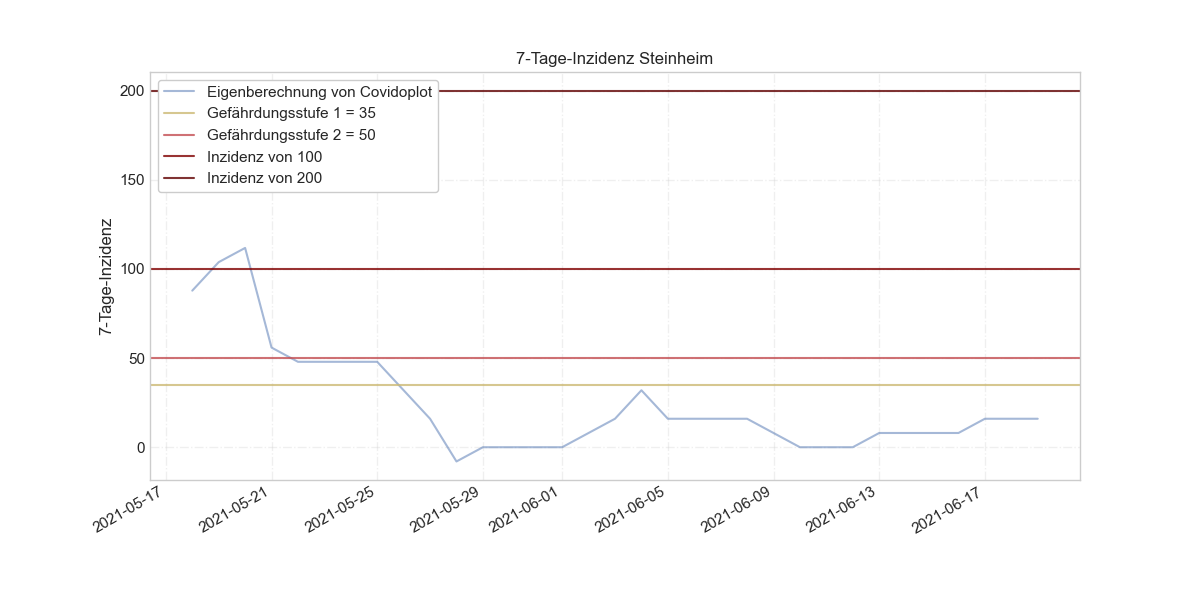 7-Tage-Inzidenz Steinheim
Eigenberechnung von Covidoplot
Gefährdungsstufe 1 = 35
Gefährdungsstufe 2 = 50
Inzidenz von 100
Inzidenz von 200
7-Tage-Inzidenz
200
150
100
50
0
2021-05-17
2021-05-21
2021-05-25
2021-05-29
2021-06-01
2021-06-05
2021-06-09
2021-06-13
2021-06-17